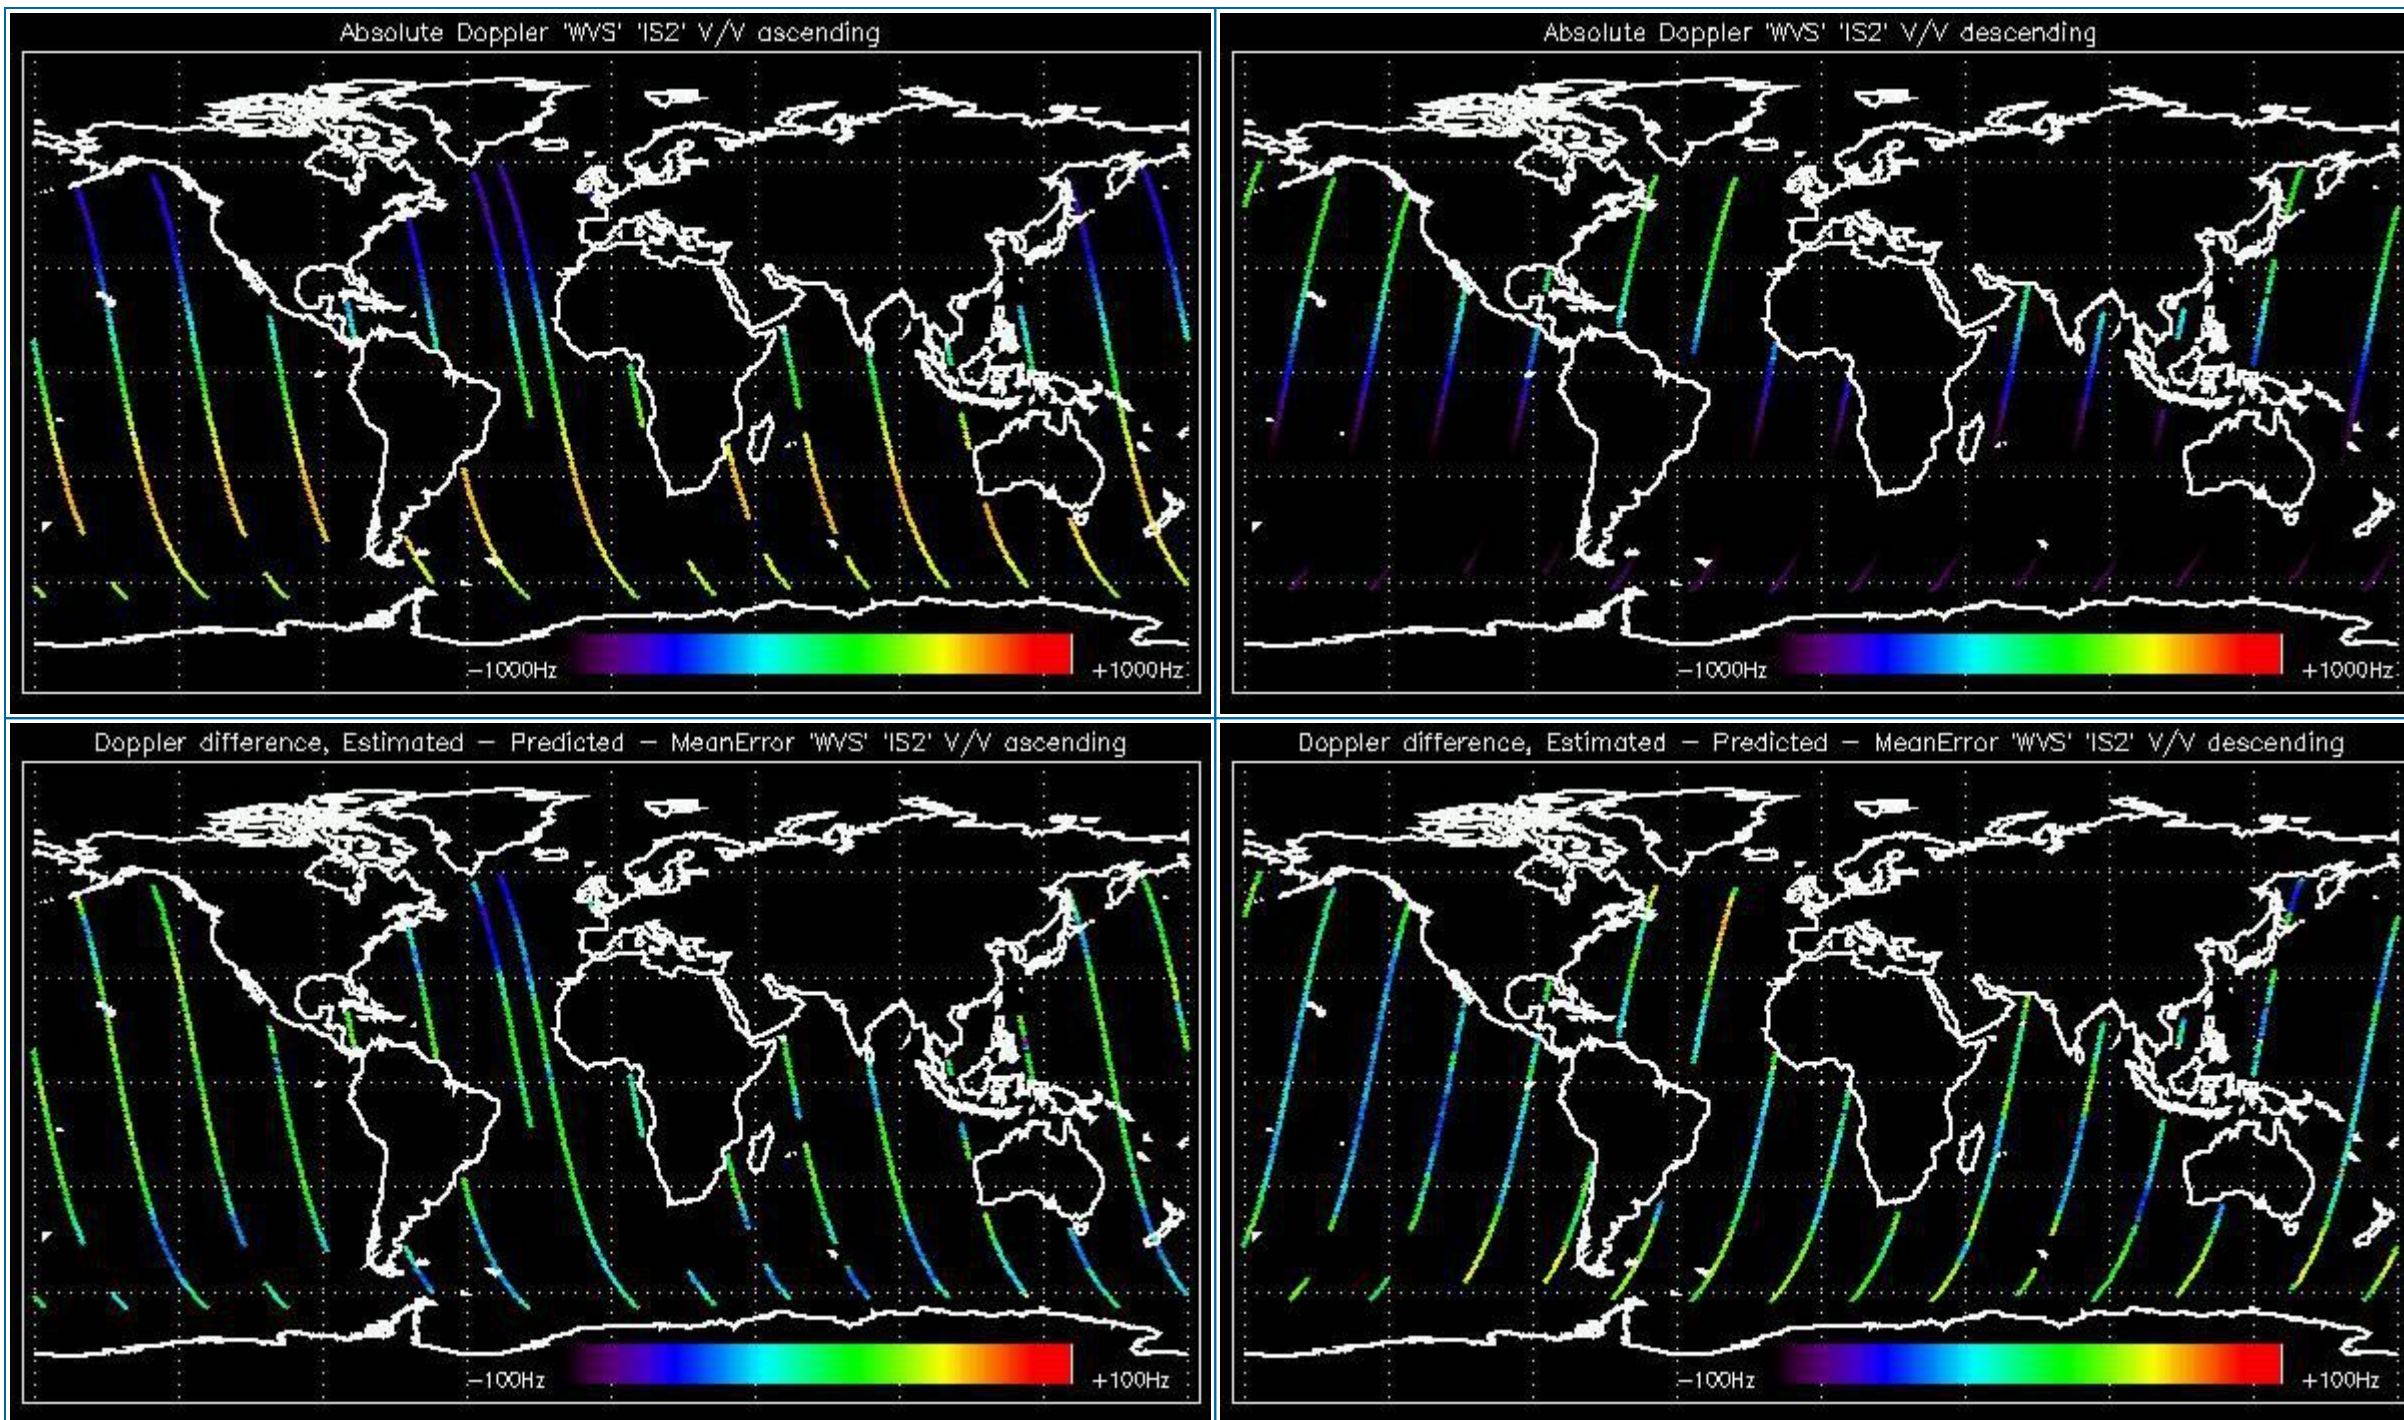 Absolute Doppler 'WVS' 'IS2' V/V ascending
-1000Hz
+1000Hz
Absolute Doppler 'WVS' 'IS2' V/V descending
-1000Hz
+1000Hz
Doppler difference, Estimated - Predicted - MeanError 'WVS' 'IS2' V/V ascending
-100Hz
+100Hz
Doppler difference, Estimated - Predicted - MeanError 'WVS' 'IS2' V/V descending
-100Hz
+100Hz